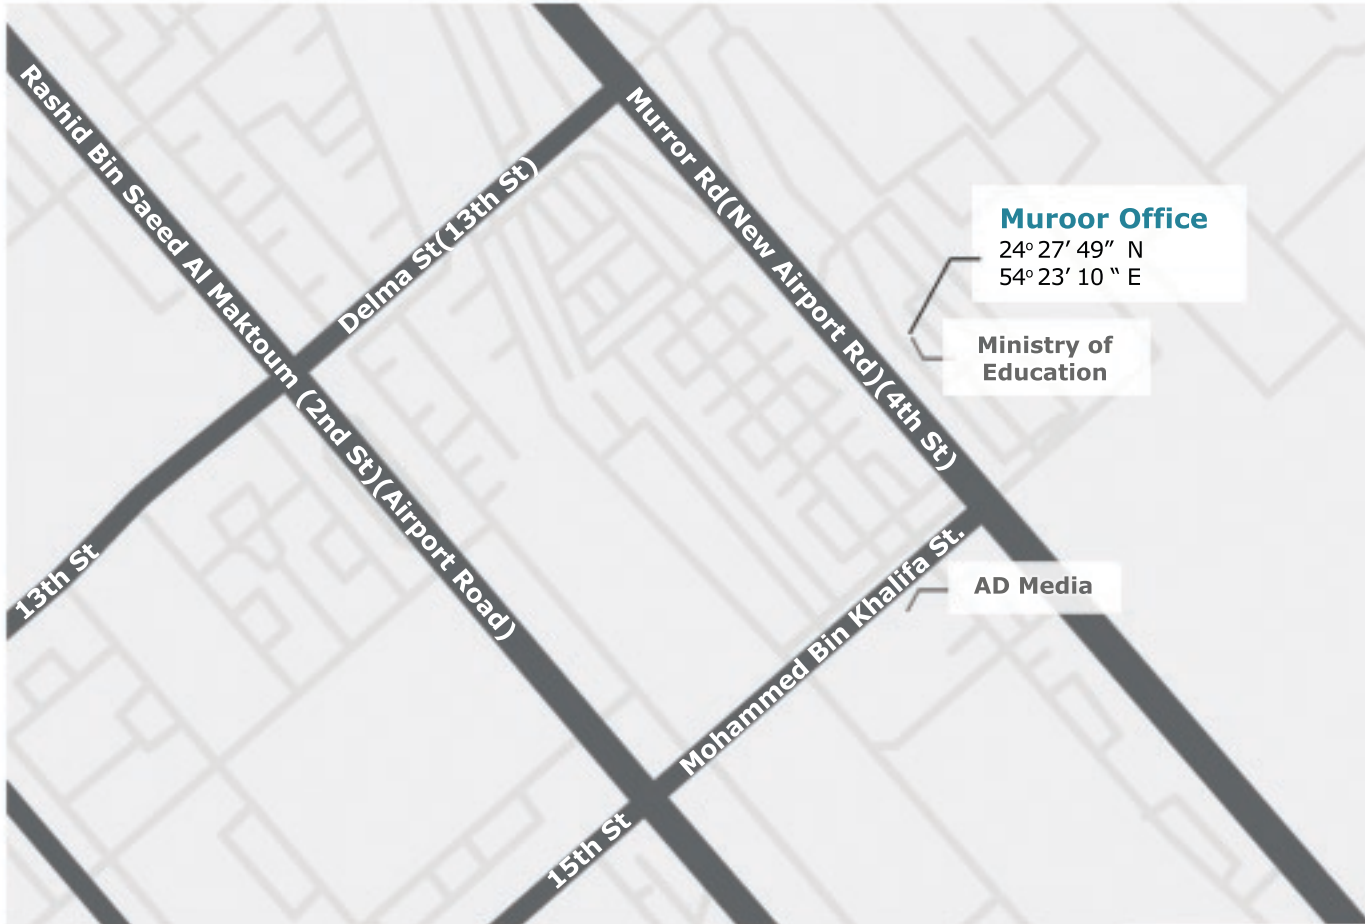 Rashid Bin Saeed Al Maktoum (2nd St)(Airport Road)
Murror Rd(New Airport Rd)(4th St)
Delma St(13th St)
Muroor Office
24º 27’ 49” N
54º 23’ 10 “ E
Ministry of
Education
13th St
AD Media
Mohammed Bin Khalifa St.
15th St